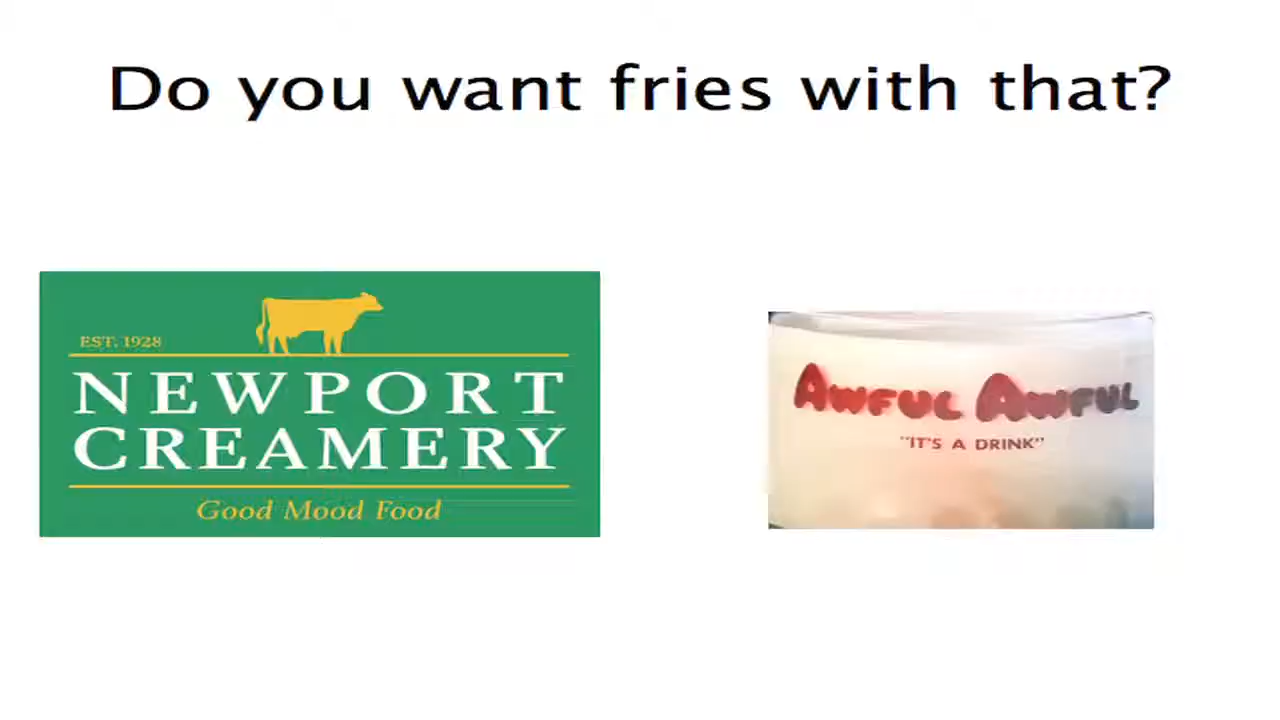 Do you want fries with that?
EST. 1928
NEWPORT
CREAMERY
Good Mood Food
AWFUL AWFUL
"IT'S A DRINK"